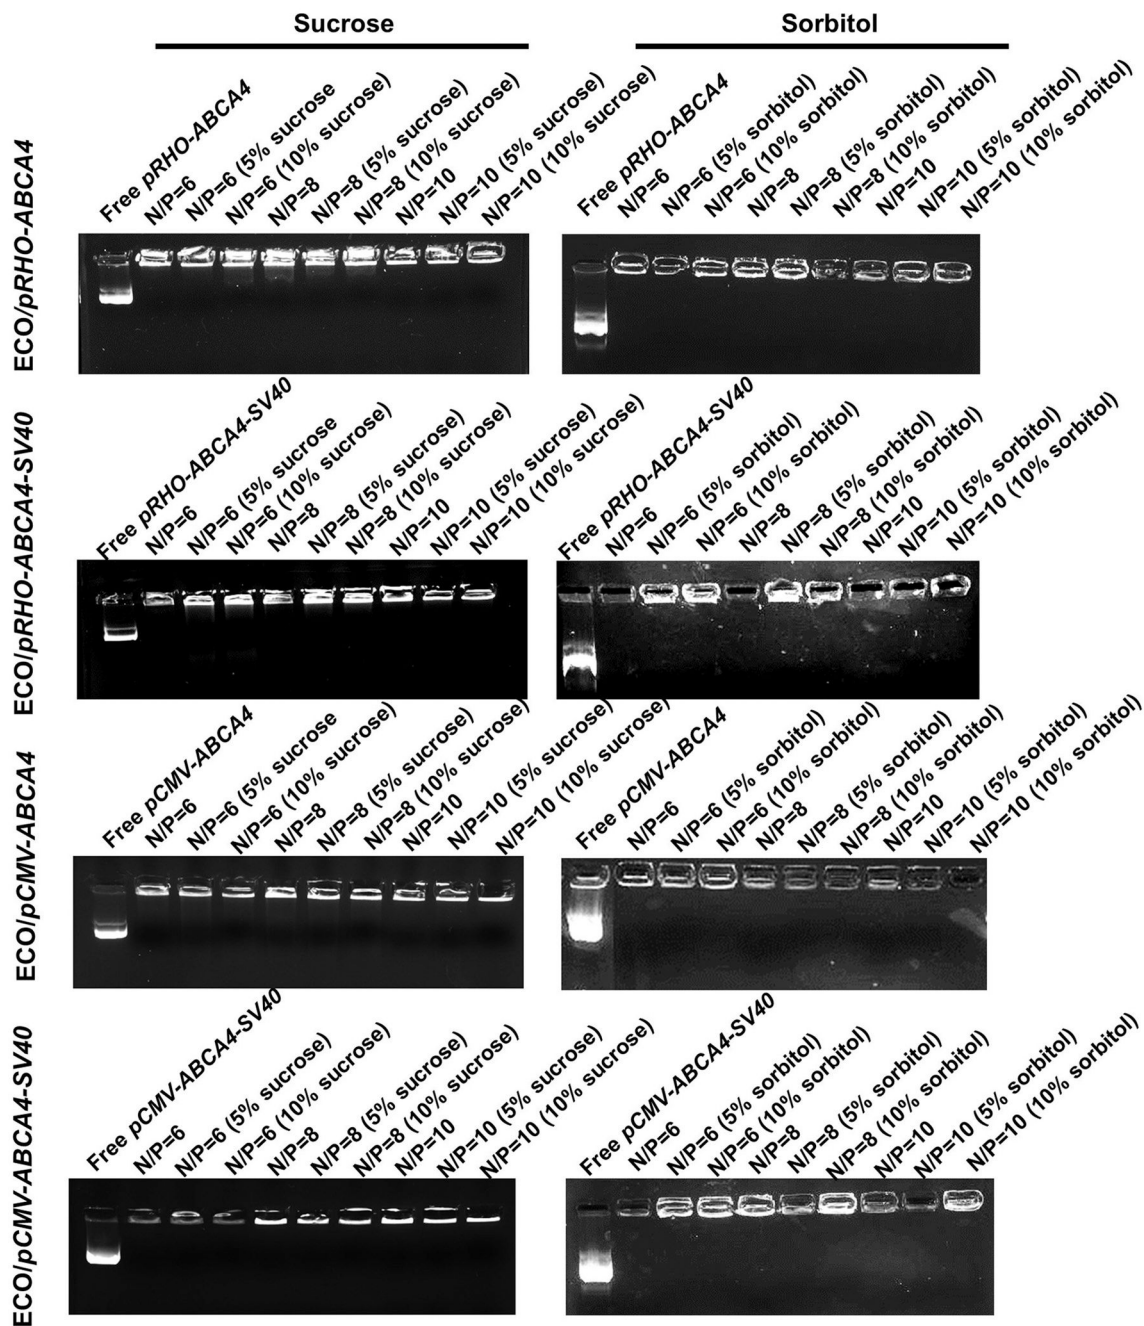 Sucrose
Sorbitol
ECO/pRHO-ABCA4
Free pRHO-ABCA4
N/P=6
N/P=6 (5% sucrose)
N/P=6 (10% sucrose)
N/P=8
N/P=8 (5% sucrose)
N/P=8 (10% sucrose)
N/P=10
N/P=10 (5% sucrose)
N/P=10 (10% sucrose)
Free pRHO-ABCA4
N/P=6
N/P=6 (5% sorbitol)
N/P=6 (10% sorbitol)
N/P=8
N/P=8 (5% sorbitol)
N/P=8 (10% sorbitol)
N/P=10
N/P=10 (5% sorbitol)
N/P=10 (10% sorbitol)
ECO/pRHO-ABCA4-SV40
Free pRHO-ABCA4-SV40
N/P=6
N/P=6 (5% sucrose
N/P=6 (10% sucrose)
N/P=8
N/P=8 (5% sucrose)
N/P=8 (10% sucrose)
N/P=10
N/P=10 (5% sucrose)
N/P=10 (10% sucrose)
Free pRHO-ABCA4-SV40
N/P=6
N/P=6 (5% sorbitol)
N/P=6 (10% sorbitol)
N/P=8
N/P=8 (5% sorbitol)
N/P=8 (10% sorbitol)
N/P=10
N/P=10 (5% sorbitol)
N/P=10 (10% sorbitol)
ECO/pCMV-ABCA4
Free pCMV-ABCA4
N/P=6
N/P=6 (5% sucrose
N/P=6 (10% sucrose)
N/P=8
N/P=8 (5% sucrose)
N/P=8 (10% sucrose)
N/P=10
N/P=10 (5% sucrose)
N/P=10 (10% sucrose)
Free pCMV-ABCA4
N/P=6
N/P=6 (5% sorbitol)
N/P=6 (10% sorbitol)
N/P=8
N/P=8 (5% sorbitol)
N/P=8 (10% sorbitol)
N/P=10
N/P=10 (5% sorbitol)
N/P=10 (10% sorbitol)
ECO/pCMV-ABCA4-SV40
Free pCMV-ABCA4-SV40
N/P=6
N/P=6 (5% sucrose)
N/P=6 (10% sucrose)
N/P=8
N/P=8 (5% sucrose)
N/P=8 (10% sucrose)
N/P=10
N/P=10 (5% sucrose)
N/P=10 (10% sucrose)
Free pCMV-ABCA4-SV40
N/P=6
N/P=6 (5% sorbitol)
N/P=6 (10% sorbitol)
N/P=8
N/P=8 (5% sorbitol)
N/P=8 (10% sorbitol)
N/P=10
N/P=10 (5% sorbitol)
N/P=10 (10% sorbitol)